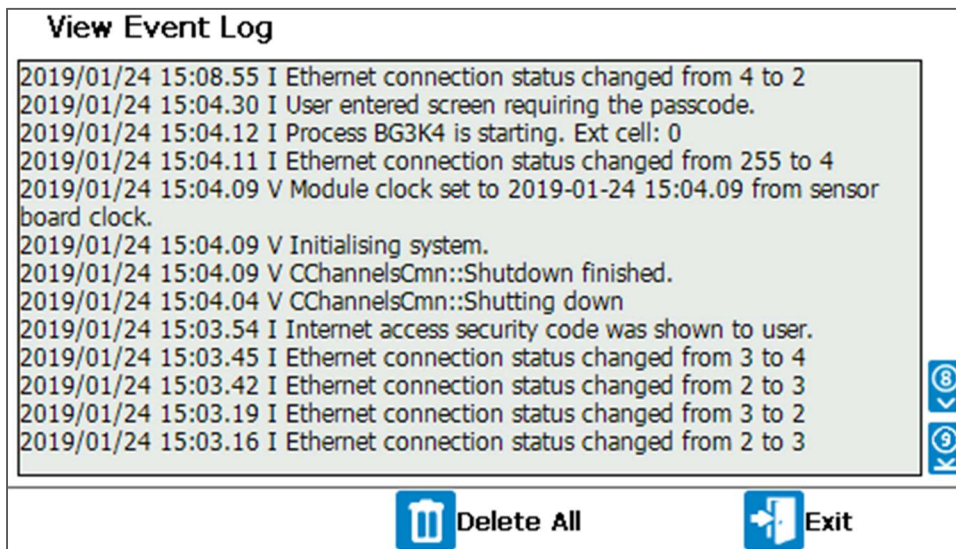 View Event Log
2019/01/24 15:08.55 I Ethernet connection status changed from 4 to 2
2019/01/24 15:04.30 I User entered screen requiring the passcode.
2019/01/24 15:04.12 I Process BG3K4 is starting. Ext cell: 0
2019/01/24 15:04.11 I Ethernet connection status changed from 255 to 4
2019/01/24 15:04.09 V Module clock set to 2019-01-24 15:04.09 from sensor
board clock.
2019/01/24 15:04.09 V Initialising system.
2019/01/24 15:04.09 V CChannelsCmn::Shutdown finished.
2019/01/24 15:04.04 V CChannelsCmn::Shutting down
2019/01/24 15:03.54 I Internet access security code was shown to user.
2019/01/24 15:03.45 I Ethernet connection status changed from 3 to 4
2019/01/24 15:03.42 I Ethernet connection status changed from 2 to 3
2019/01/24 15:03.19 I Ethernet connection status changed from 3 to 2
2019/01/24 15:03.16 I Ethernet connection status changed from 2 to 3
8
9
Delete All
Exit